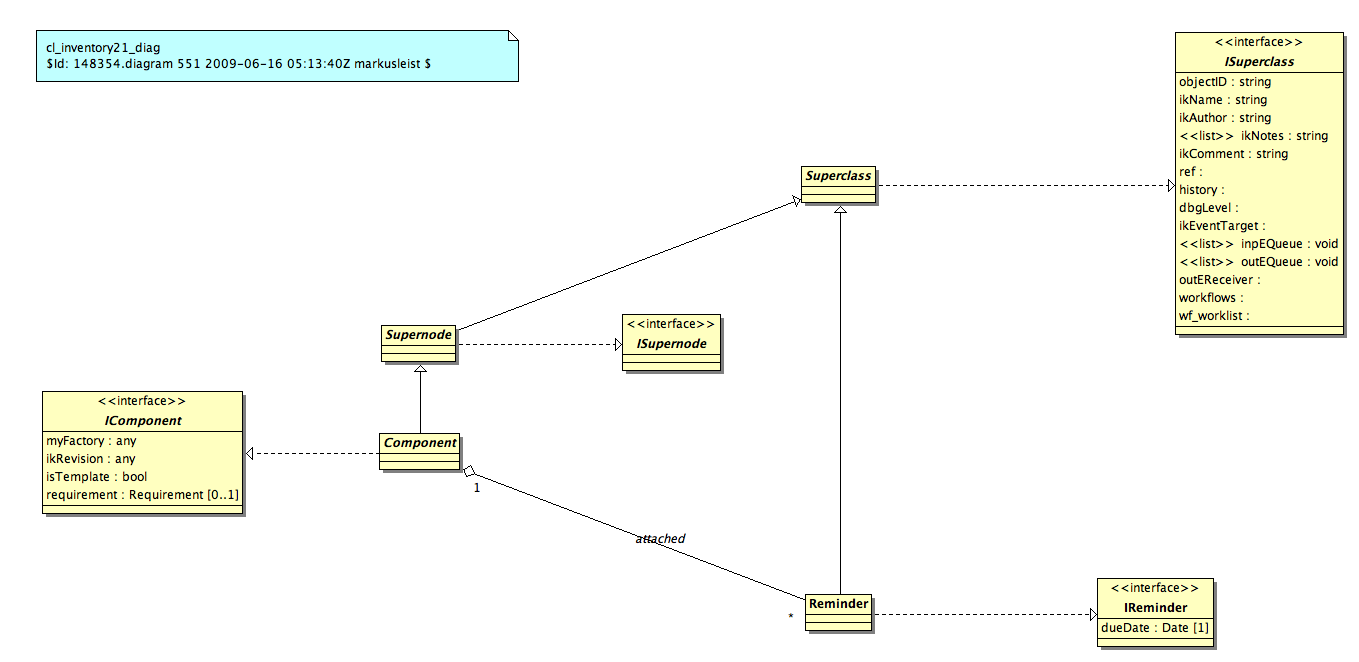 cl_inventory21_diag
$Id: 148354.diagram 551 2009-06-16 05:13:40Z markusleist $
<<interface>>
ISuperclass
objectID : string
ikName : string
ikAuthor : string
<<list>> ikNotes : string
ikComment : string
ref :
history :
dbgLevel :
ikEventTarget :
<<list>> inpEQueue : void
<<list>> outEQueue : void
outEReceiver :
workflows :
wf_worklist :
Superclass
Supernode
<<interface>>
ISupernode
<<interface>>
IComponent
myFactory : any
ikRevision : any
isTemplate : bool
requirement : Requirement [0..1]
Component
1
attached
*
Reminder
<<interface>>
IReminder
dueDate : Date [1]